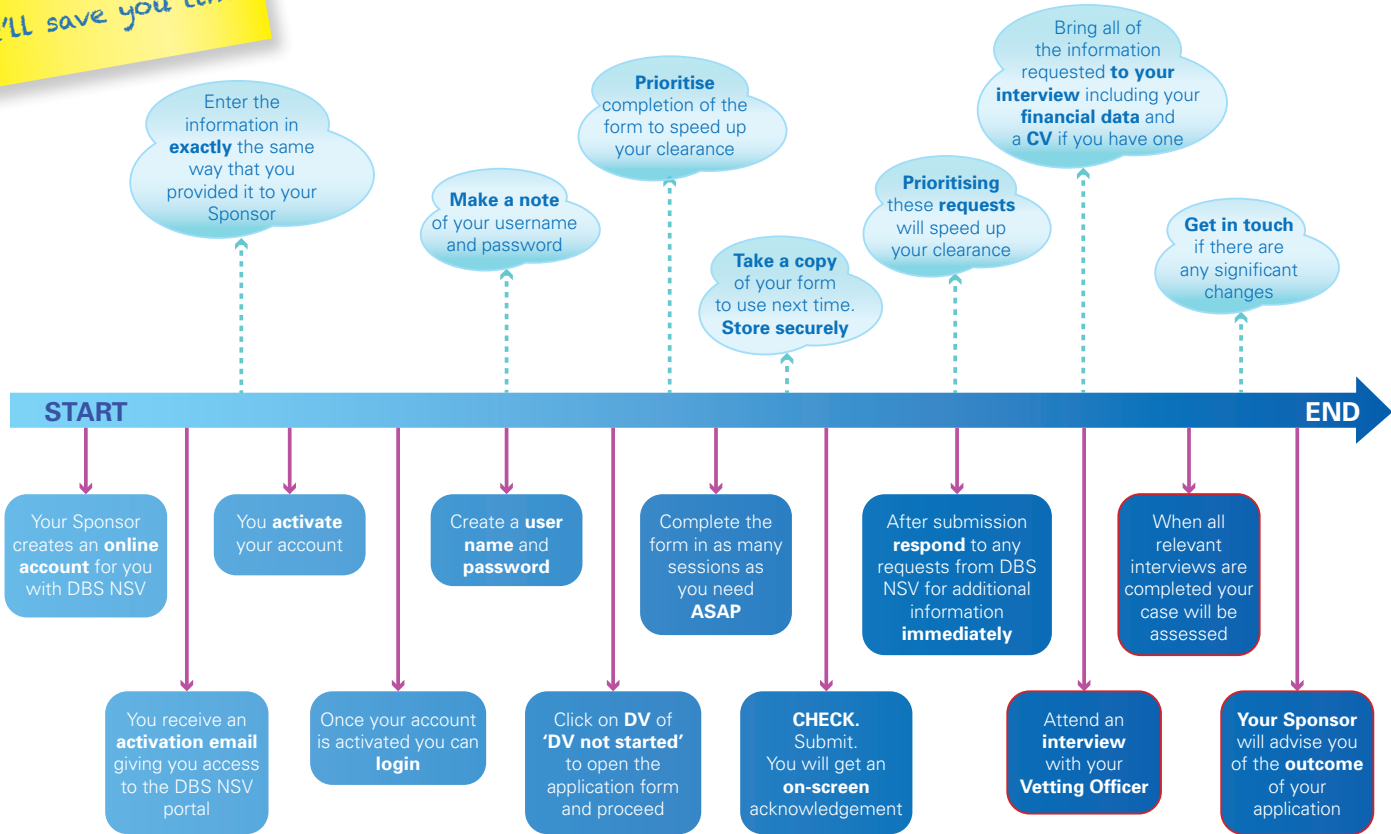 'll save you
Enter the
information in
exactly the same
way that you
provided it to your
Sponsor
Make a note
of your username
and password
Prioritise
completion of the
form to speed up
your clearance
Take a copy
of your form
to use next time.
Store securely
Prioritising
these requests
will speed up
your clearance
Bring all of
the information
requested to your
interview including your
financial data and
a CV if you have one
Get in touch
if there are
any significant
changes
START
END
Your Sponsor
creates an online
account for you
with DBS NSV
You receive an
activation email
giving you access
to the DBS NSV
portal
You activate
your account
Once your account
is activated you can
login
Create a user
name and
password
Click on DV of
'DV not started'
to open the
application form
and proceed
Complete the
form in as many
sessions as
you need
ASAP
CHECK.
Submit.
You will get an
on-screen
acknowledgement
After submission
respond to any
requests from DBS
NSV for additional
information
immediately
Attend an
interview
with your
Vetting Officer
When all
relevant
interviews are
completed your
case will be
assessed
Your Sponsor
will advise you
of the outcome
of your
application